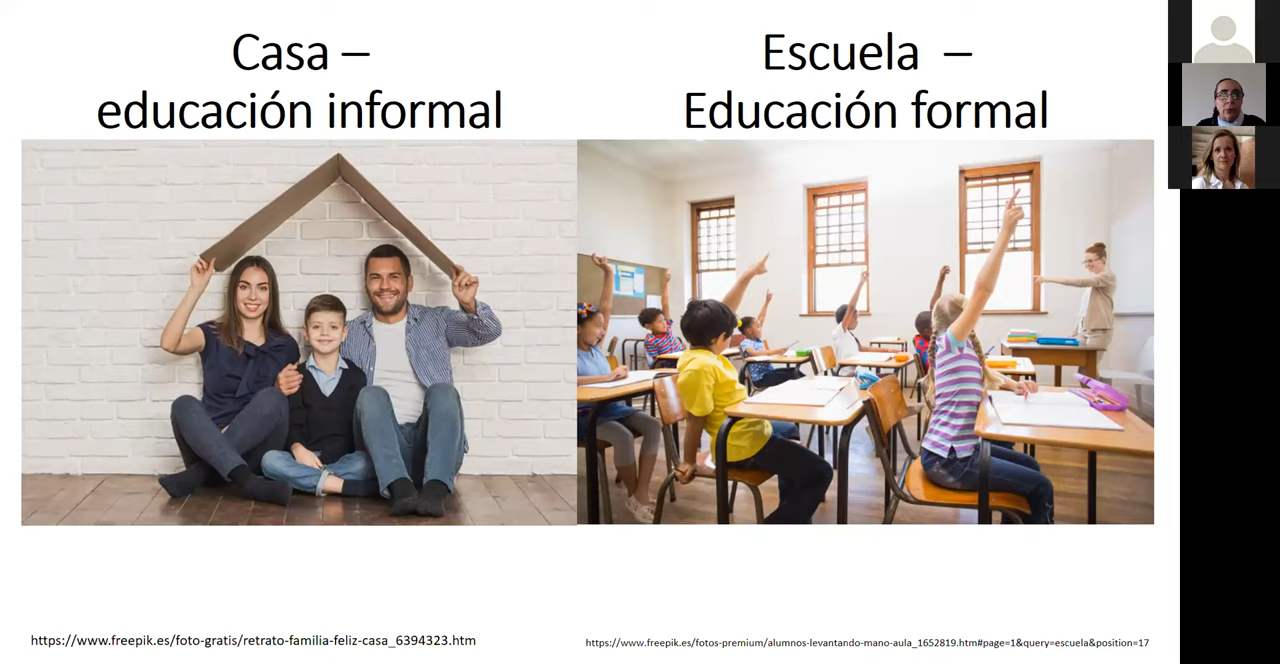 Casa –
educación informal
Escuela –
Educación formal
https://www.freepik.es/foto-gratis/retrato-familia-feliz-casa_6394323.htm
https://www.freepik.es/fotos-premium/alumnos-levantando-mano-aula_1652819.htm#page=1&query=escuela&position=17